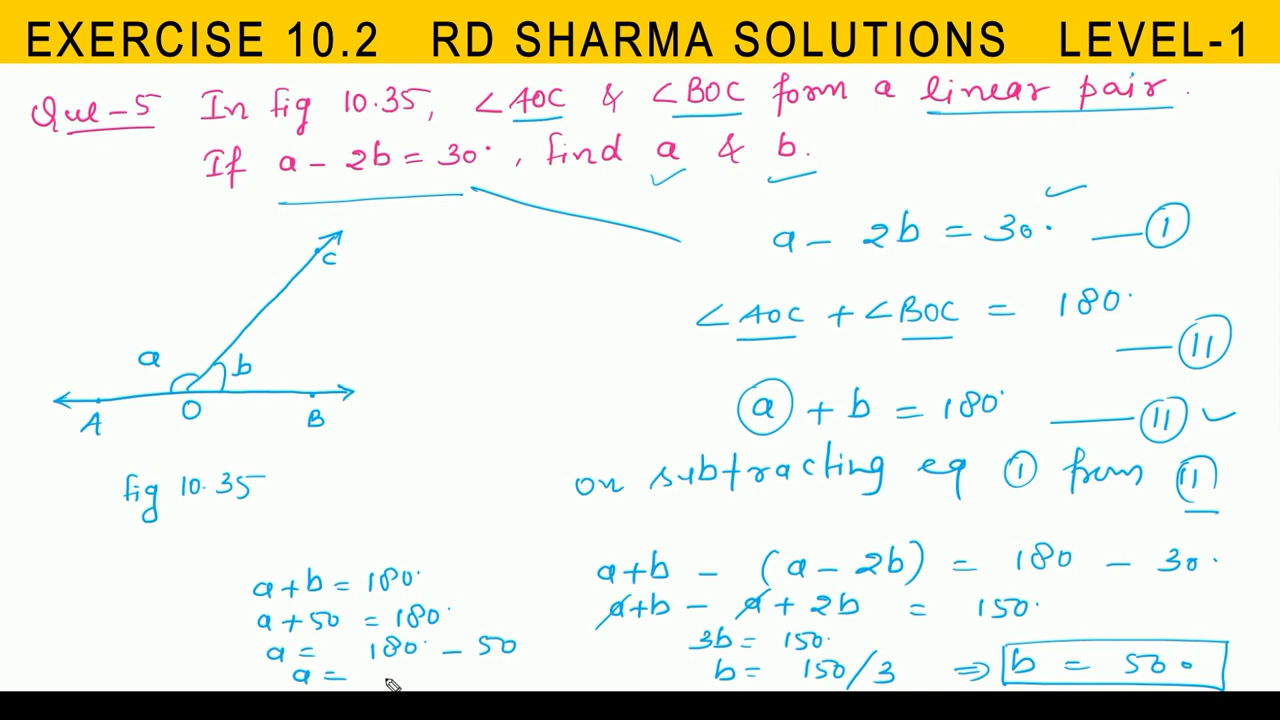 EXERCISE 10.2 RD SHARMA SOLUTIONS LEVEL-1
Que-5 In fig 10.35, ∠AOC & ∠BOC form a linear pair.
If a - 2b = 30°, find a & b.
a - 2b = 30° — I
∠AOC + ∠BOC = 180°
— II
a + b = 180° — II
on subtracting eq I from II
a+b - (a - 2b) = 180 - 30°
a+b - a + 2b = 150°
3b = 150°
b = 150/3 ⇒ b = 50°
C
a b
A O B
fig 10.35
a+b = 180°
a+50 = 180°
a = 180° - 50
a =